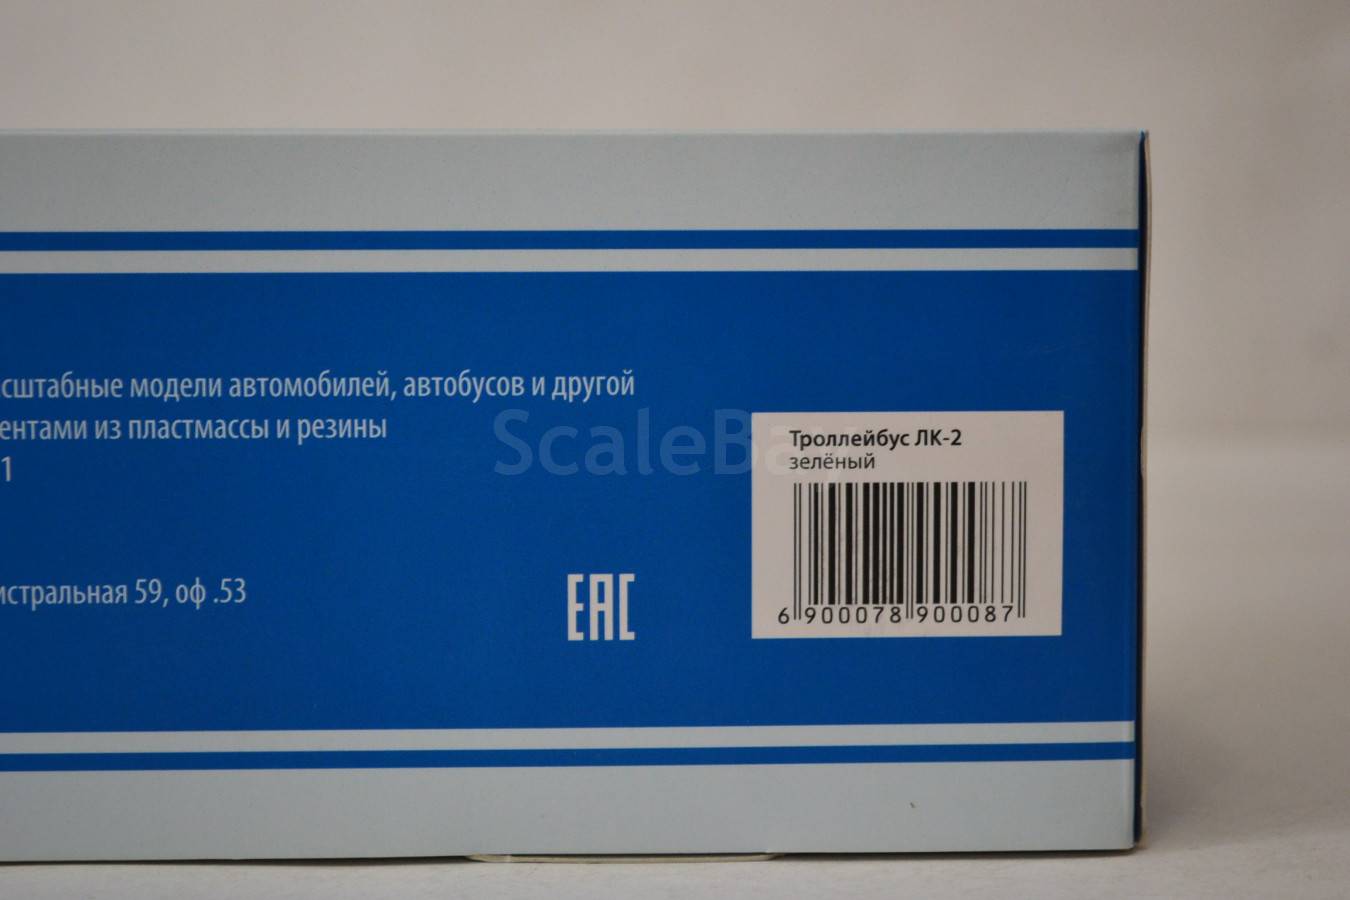 сштабные модели автомобилей, автобусов и другой
ентами из пластмассы и резины
1
ScaleBay
Троллейбус ЛК-2
зелёный
6 900078 900087
истральная 59, оф .53
ЕАС